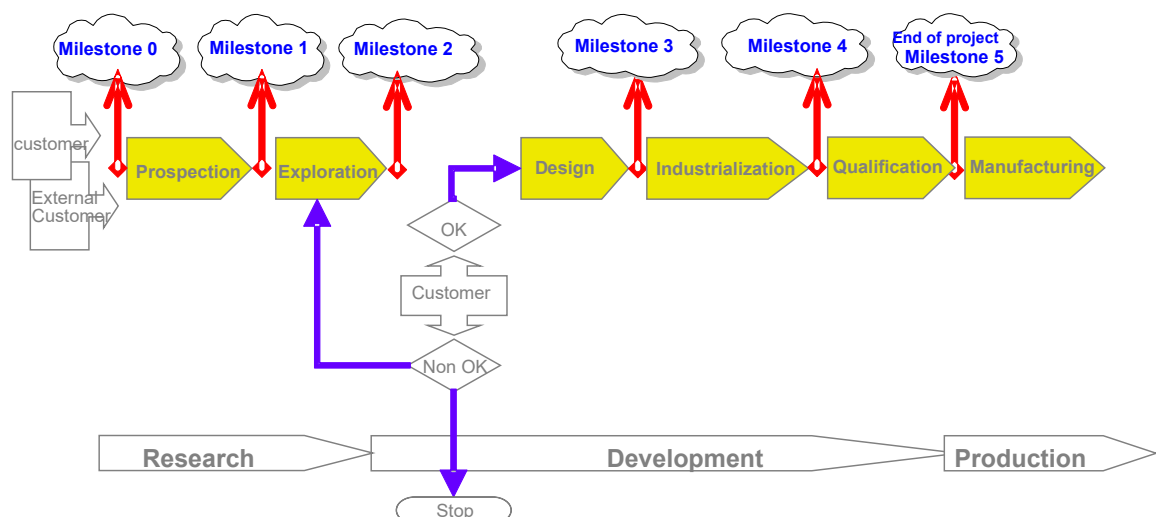 Milestone 0
Milestone 1
Milestone 2
Milestone 3
Milestone 4
End of project
Milestone 5
customer
External
Customer
Prospection
Exploration
Design
Industrialization
Qualification
Manufacturing
OK
Customer
Non OK
Research
Development
Production
Stop